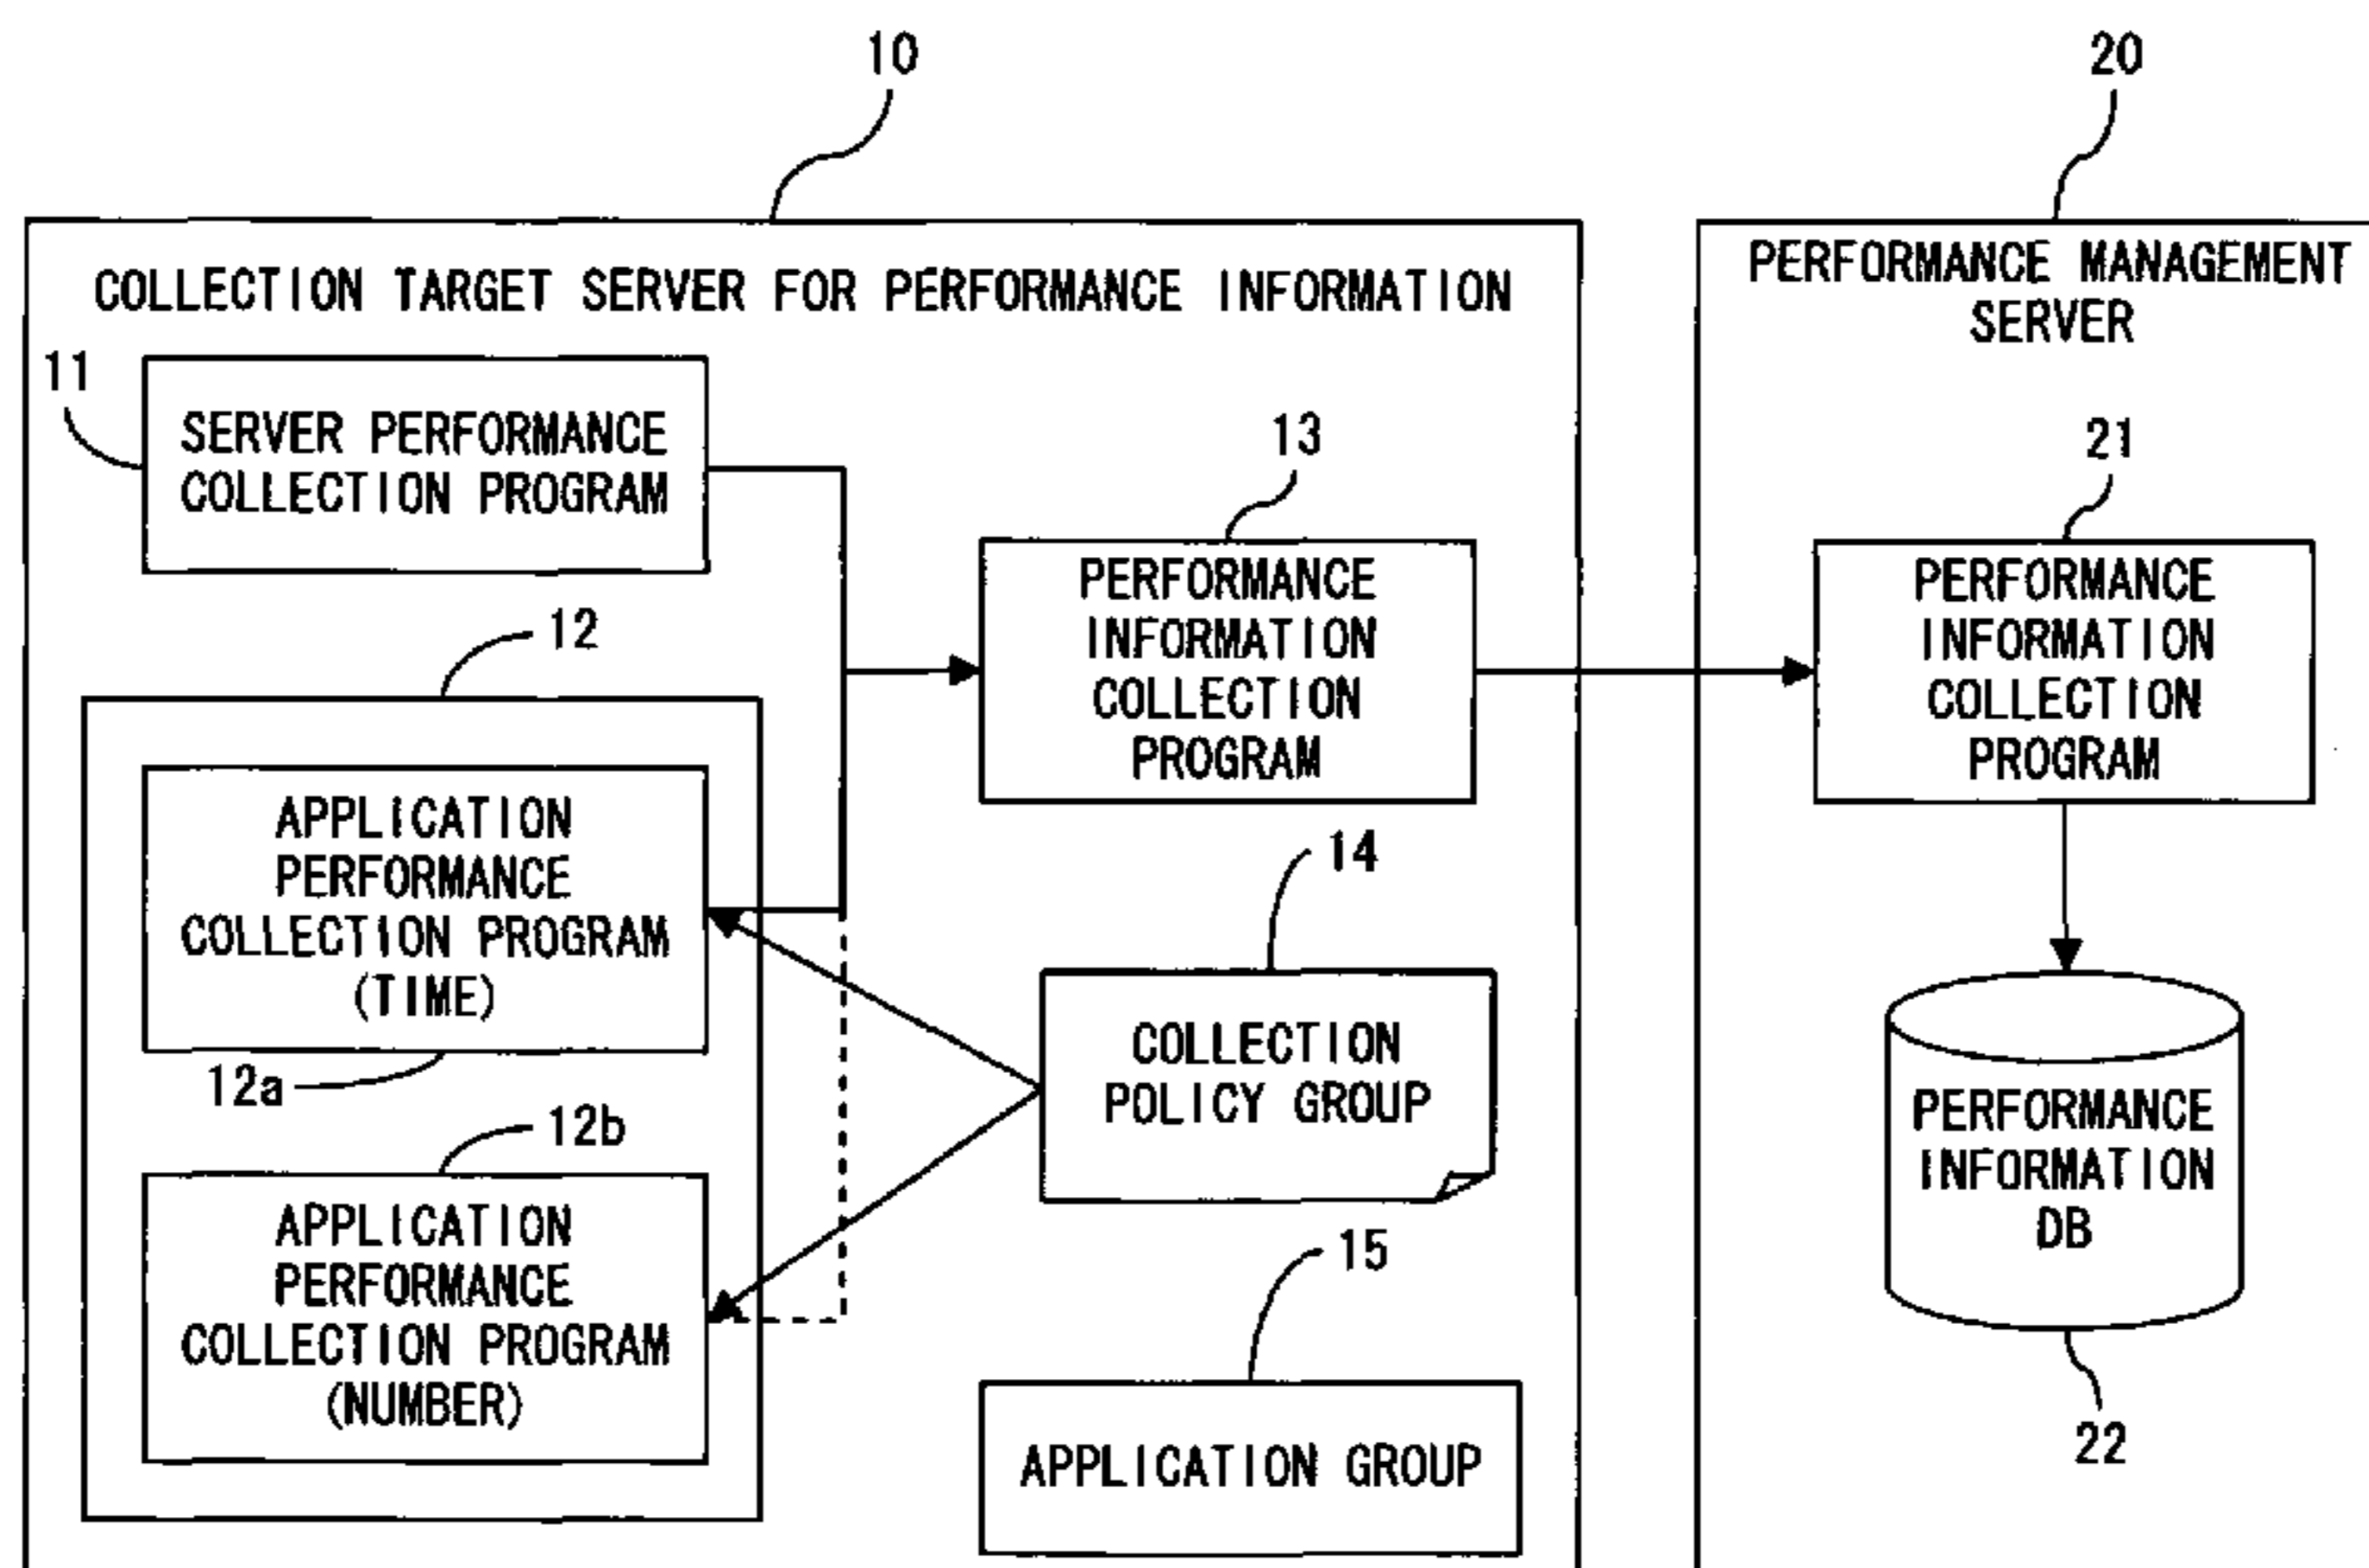 10
20
COLLECTION TARGET SERVER FOR PERFORMANCE INFORMATION
PERFORMANCE MANAGEMENT
SERVER
11
SERVER PERFORMANCE
COLLECTION PROGRAM
13
PERFORMANCE
INFORMATION
COLLECTION
PROGRAM
21
PERFORMANCE
INFORMATION
COLLECTION
PROGRAM
12
APPLICATION
PERFORMANCE
COLLECTION PROGRAM
(TIME)
12a
14
COLLECTION
POLICY GROUP
12b
APPLICATION
PERFORMANCE
COLLECTION PROGRAM
(NUMBER)
15
APPLICATION GROUP
PERFORMANCE
INFORMATION
DB
22